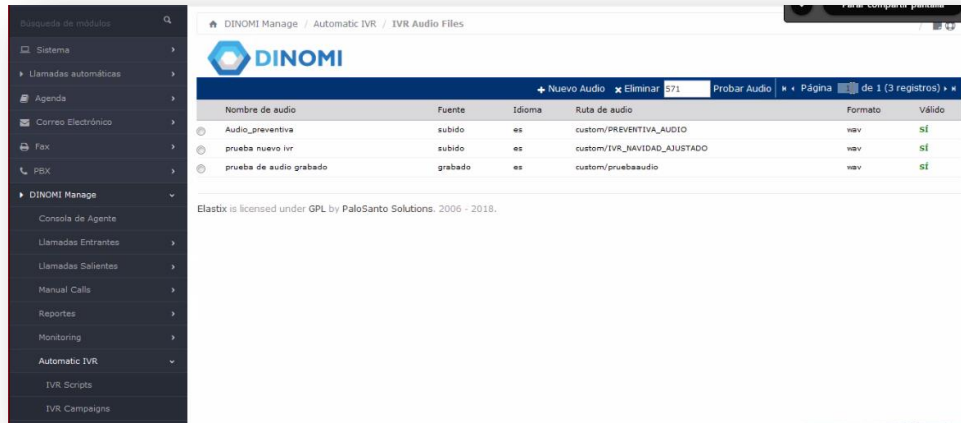 Parar compartir pantalla
Búsqueda de módulos
DINOMI Manage / Automatic IVR / IVR Audio Files
/
Sistema
DINOMI
Llamadas automáticas
Nuevo Audio Eliminar 571 Probar Audio Página 1 de 1 (3 registros)
Agenda
Nombre de audio Fuente Idioma Ruta de audio Formato Válido
Correo Electrónico
Audio_preventiva subido es custom/PREVENTIVA_AUDIO wav sí
Fax
prueba nuevo ivr subido es custom/IVR_NAVIDAD_AJUSTADO wav sí
PBX
prueba de audio grabado grabado es custom/pruebaaudio wav sí
DINOMI Manage
Elastix is licensed under GPL by PaloSanto Solutions. 2006 - 2018.
Consola de Agente
Llamadas Entrantes
Llamadas Salientes
Manual Calls
Reportes
Monitoring
Automatic IVR
IVR Scripts
IVR Campaigns